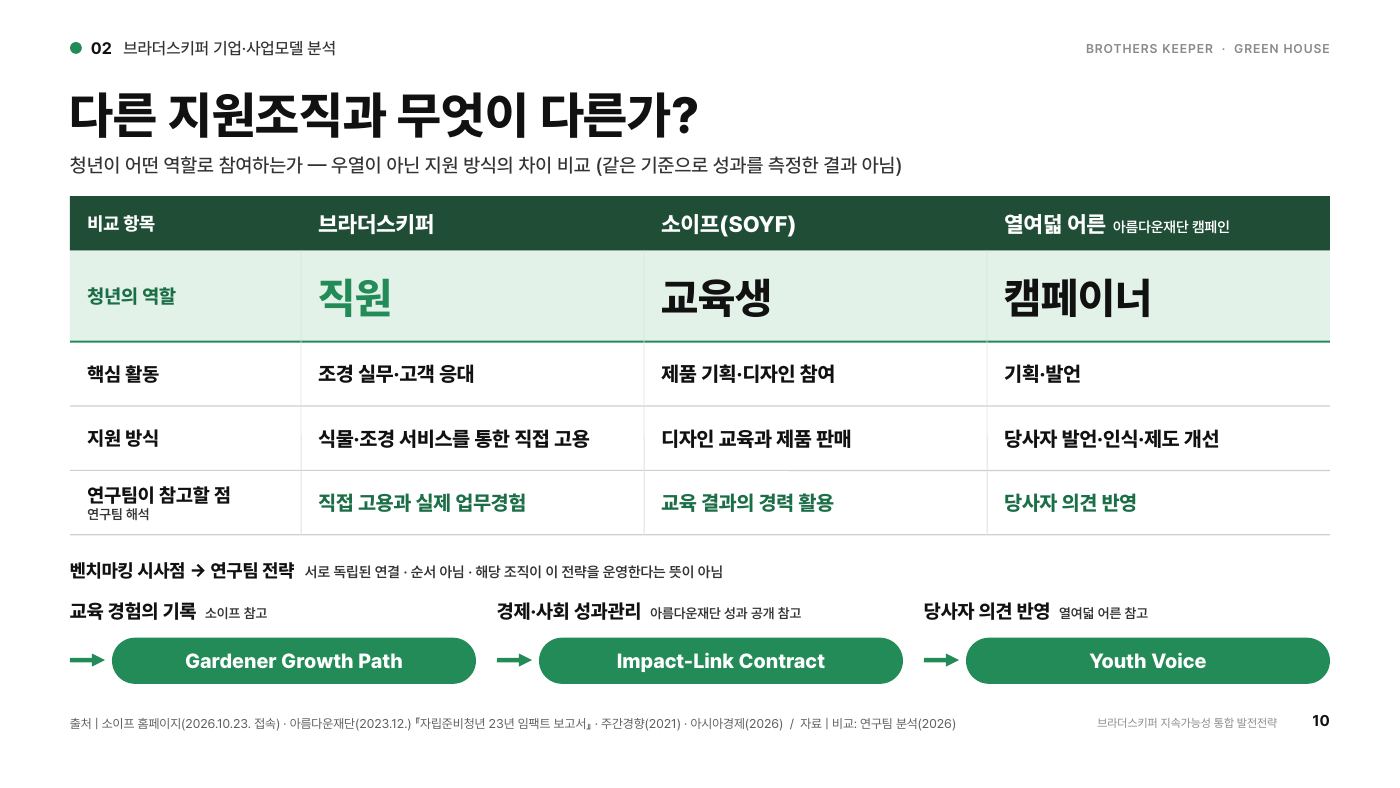 02 브라더스키퍼 기업·사업모델 분석
BROTHERS KEEPER · GREEN HOUSE
다른 지원조직과 무엇이 다른가?
청년이 어떤 역할로 참여하는가 — 우열이 아닌 지원 방식의 차이 비교 (같은 기준으로 성과를 측정한 결과 아님)
비교 항목 브라더스키퍼 소이프(SOYF) 열여덟 어른 아름다운재단 캠페인
청년의 역할 직원 교육생 캠페이너
핵심 활동 조경 실무·고객 응대 제품 기획·디자인 참여 기획·발언
지원 방식 식물·조경 서비스를 통한 직접 고용 디자인 교육과 제품 판매 당사자 발언·인식·제도 개선
연구팀이 참고할 점 직접 고용과 실제 업무경험 교육 결과의 경력 활용 당사자 의견 반영
연구팀 해석
벤치마킹 시사점 → 연구팀 전략 서로 독립된 연결 · 순서 아님 · 해당 조직이 이 전략을 운영한다는 뜻이 아님
교육 경험의 기록 소이프 참고 경제·사회 성과관리 아름다운재단 성과 공개 참고 당사자 의견 반영 열여덟 어른 참고
Gardener Growth Path Impact-Link Contract Youth Voice
출처 | 소이프 홈페이지(2026.10.23. 접속) · 아름다운재단(2023.12.) 『자립준비청년 23년 임팩트 보고서』 · 주간경향(2021) · 아시아경제(2026) / 자료 | 비교: 연구팀 분석(2026)
브라더스키퍼 지속가능성 통합 발전전략 10